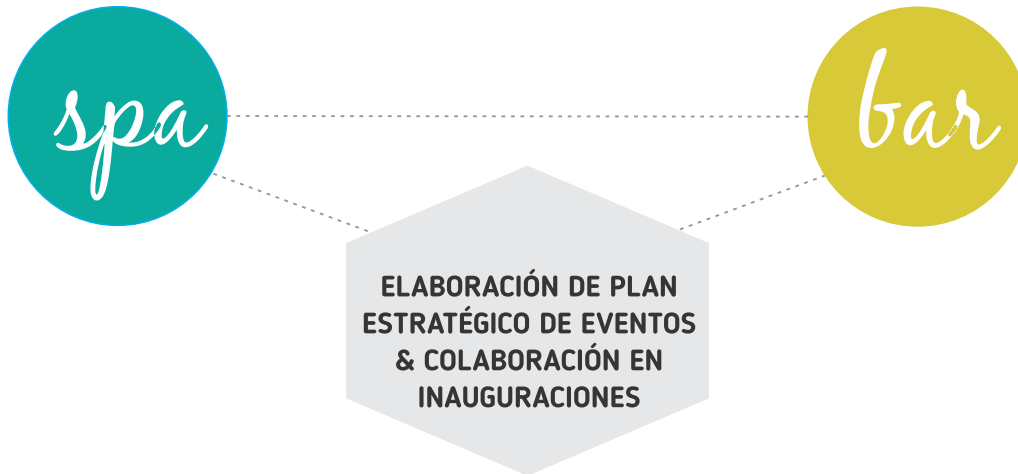 spa
bar
ELABORACIÓN DE PLAN
ESTRATÉGICO DE EVENTOS
& COLABORACIÓN EN
INAUGURACIONES